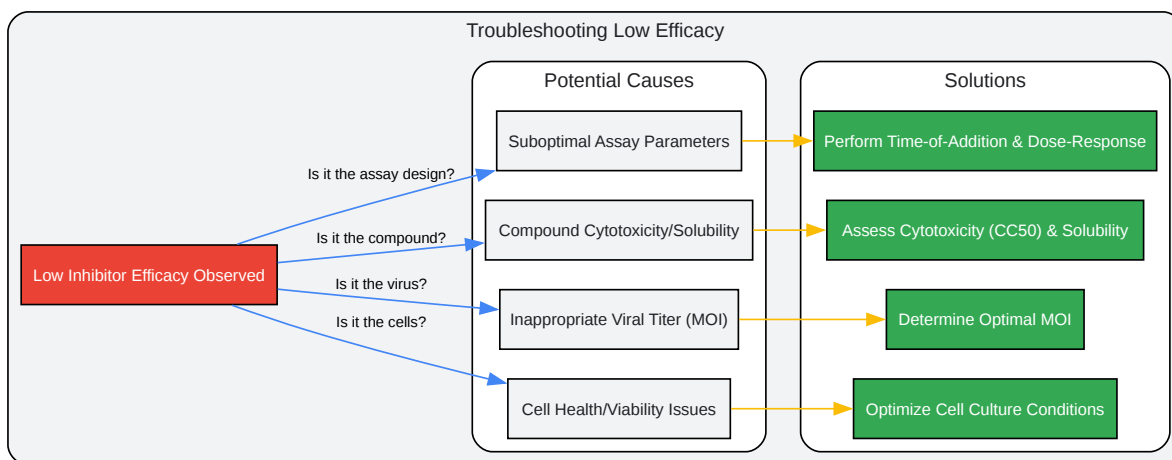 Troubleshooting Low Efficacy
Potential Causes
Solutions
Suboptimal Assay Parameters
Perform Time-of-Addition & Dose-Response
Is it the assay design?
Compound Cytotoxicity/Solubility
Assess Cytotoxicity (CC50) & Solubility
Is it the compound?
Low Inhibitor Efficacy Observed
Is it the virus?
Inappropriate Viral Titer (MOI)
Determine Optimal MOI
Is it the cells?
Cell Health/Viability Issues
Optimize Cell Culture Conditions